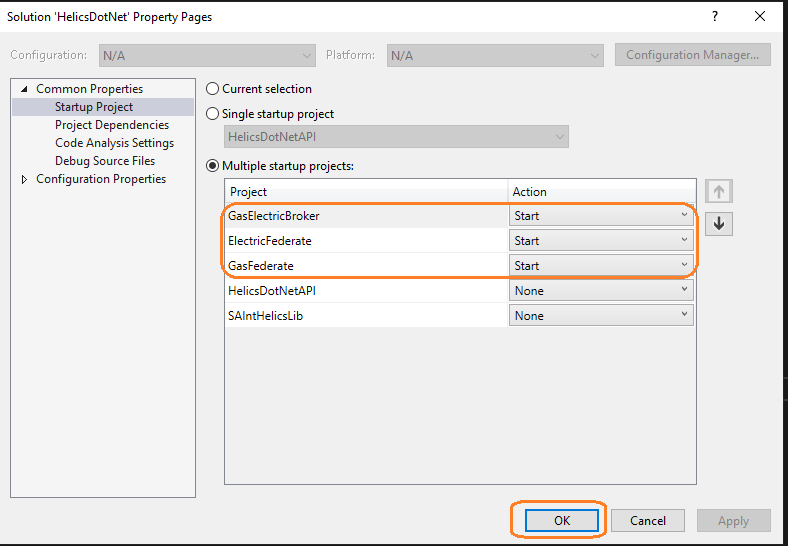 Solution 'HelicsDotNet' Property Pages ?
Configuration: N/A Platform: N/A Configuration Manager...
Common Properties
Startup Project
Project Dependencies
Code Analysis Settings
Debug Source Files
Configuration Properties
Current selection
Single startup project
HelicsDotNetAPI
Multiple startup projects:
Project Action
GasElectricBroker Start
ElectricFederate Start
GasFederate Start
HelicsDotNetAPI None
SAIntHelicsLib None
OK Cancel Apply